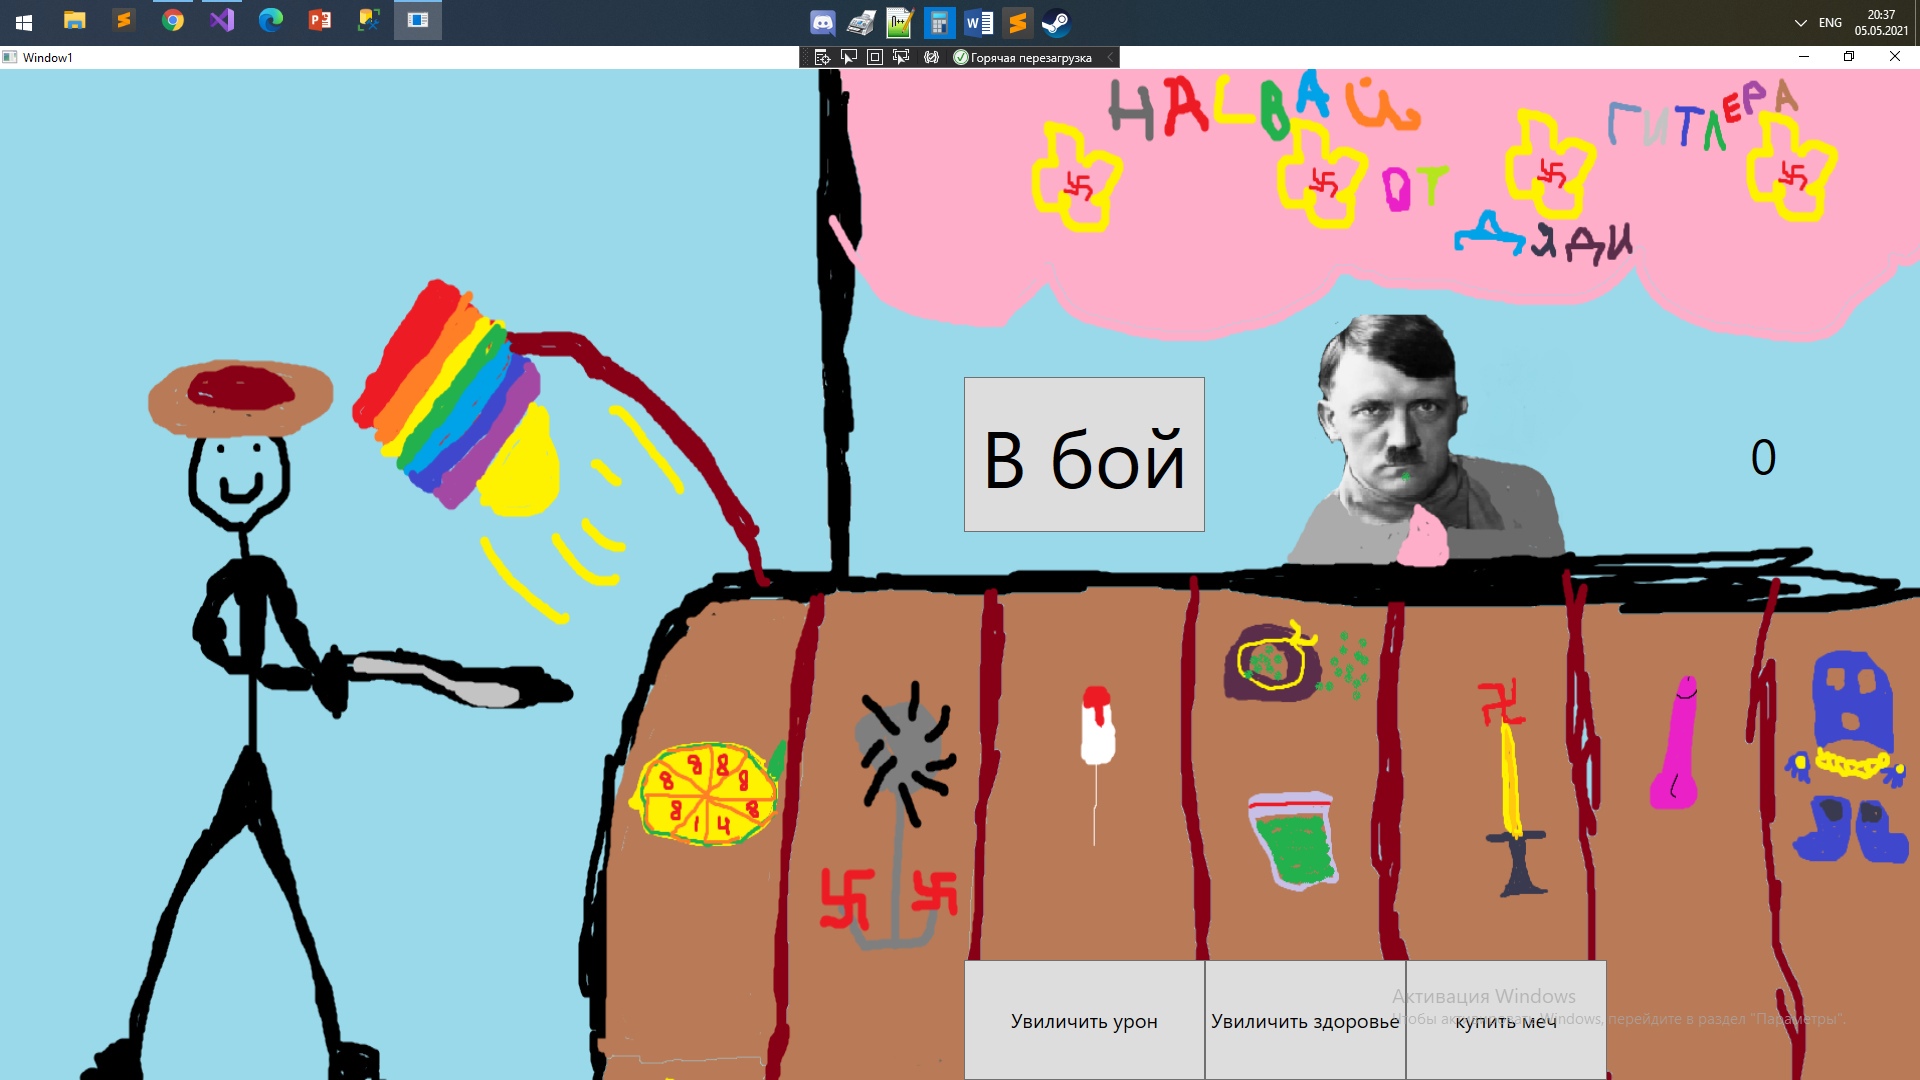 ENG
20:37
05.05.2021
Window1
Горячая перезагрузка
НАСВАЙ
ОТ
ДЯДИ
ГИТЛЕРА
В бой
0
8 8 8 8
8 1 4 8
Увиличить урон
Увиличить здоровье
купить меч
Активация Windows
Чтобы активировать Windows, перейдите в раздел "Параметры".